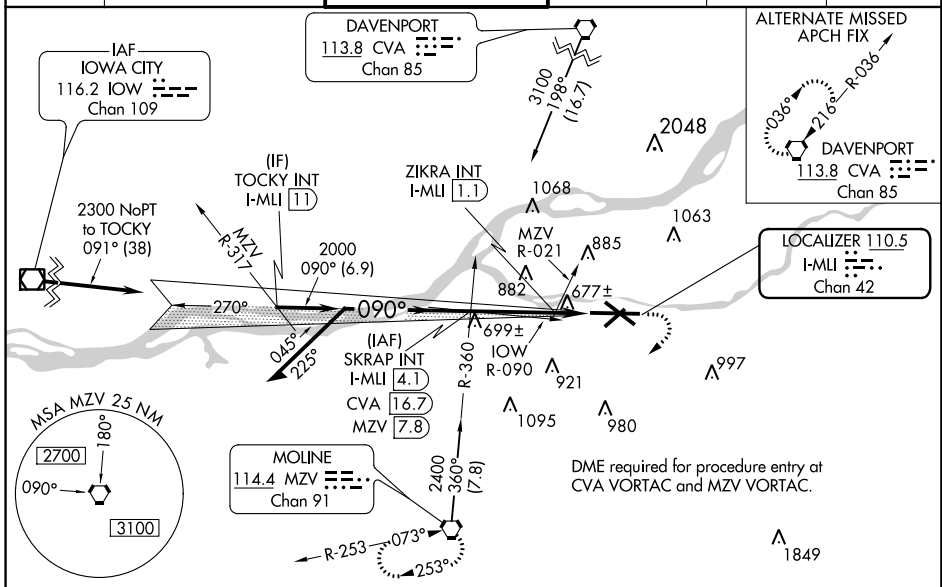 DAVENPORT
113.8 CVA
Chan 85
ALTERNATE MISSED
APCH FIX
R-036
036°
216°
DAVENPORT
113.8 CVA
Chan 85
IAF
IOWA CITY
116.2 IOW
Chan 109
3100
198°
(16.7)
2048
(IF)
TOCKY INT
I-MLI 11
ZIKRA INT
I-MLI 1.1
1068
1063
MZV
R-021
885
LOCALIZER 110.5
I-MLI
Chan 42
2300 NoPT
to TOCKY
091° (38)
MZV
R-317
2000
090° (6.9)
882
677±
270°
090°
699±
045°
225°
(IAF)
SKRAP INT
I-MLI 4.1
CVA 16.7
MZV 7.8
R-360
IOW
R-090
921
997
1095
980
MSA MZV 25 NM
2700
180°
090°
3100
MOLINE
114.4 MZV
Chan 91
2400
360°
(7.8)
DME required for procedure entry at
CVA VORTAC and MZV VORTAC.
R-253
073°
253°
1849